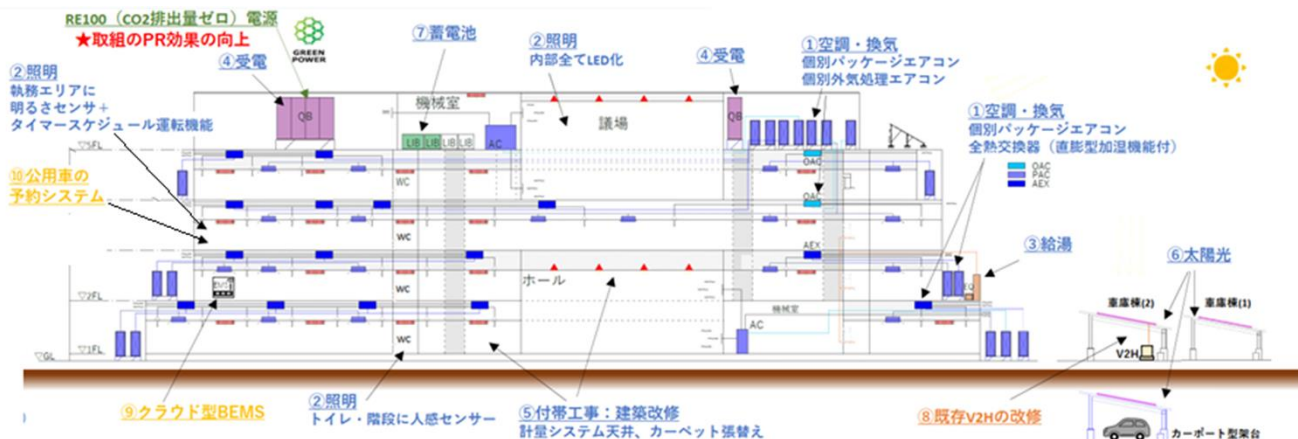 RE100（CO2排出量ゼロ）電源
★取組のPR効果の向上
GREEN
POWER
④受電
⑦蓄電池
②照明
内部全てLED化
④受電
①空調・換気
個別パッケージエアコン
個別外気処理エアコン
②照明
執務エリアに
明るさセンサ＋
タイマースケジュール運転機能
①空調・換気
個別パッケージエアコン
全熱交換器（直膨型加湿機能付）
OAC
PAC
AEX
機械室
議場
QB
QB
LIB LIB LIB LIB
AC
▽5FL
OAC
WC
⑩公用車の
予約システム
OAC
WC
AEX
③給湯
⑥太陽光
ホール
WC
EQ
▽2FL
機械室
車庫棟(2)
車庫棟(1)
WC
AC
V2H
▽1FL
▽GL
⑨クラウド型BEMS
②照明
トイレ・階段に人感センサー
⑤付帯工事：建築改修
計量システム天井、カーペット張替え
⑧既存V2Hの改修
カーポート型架台